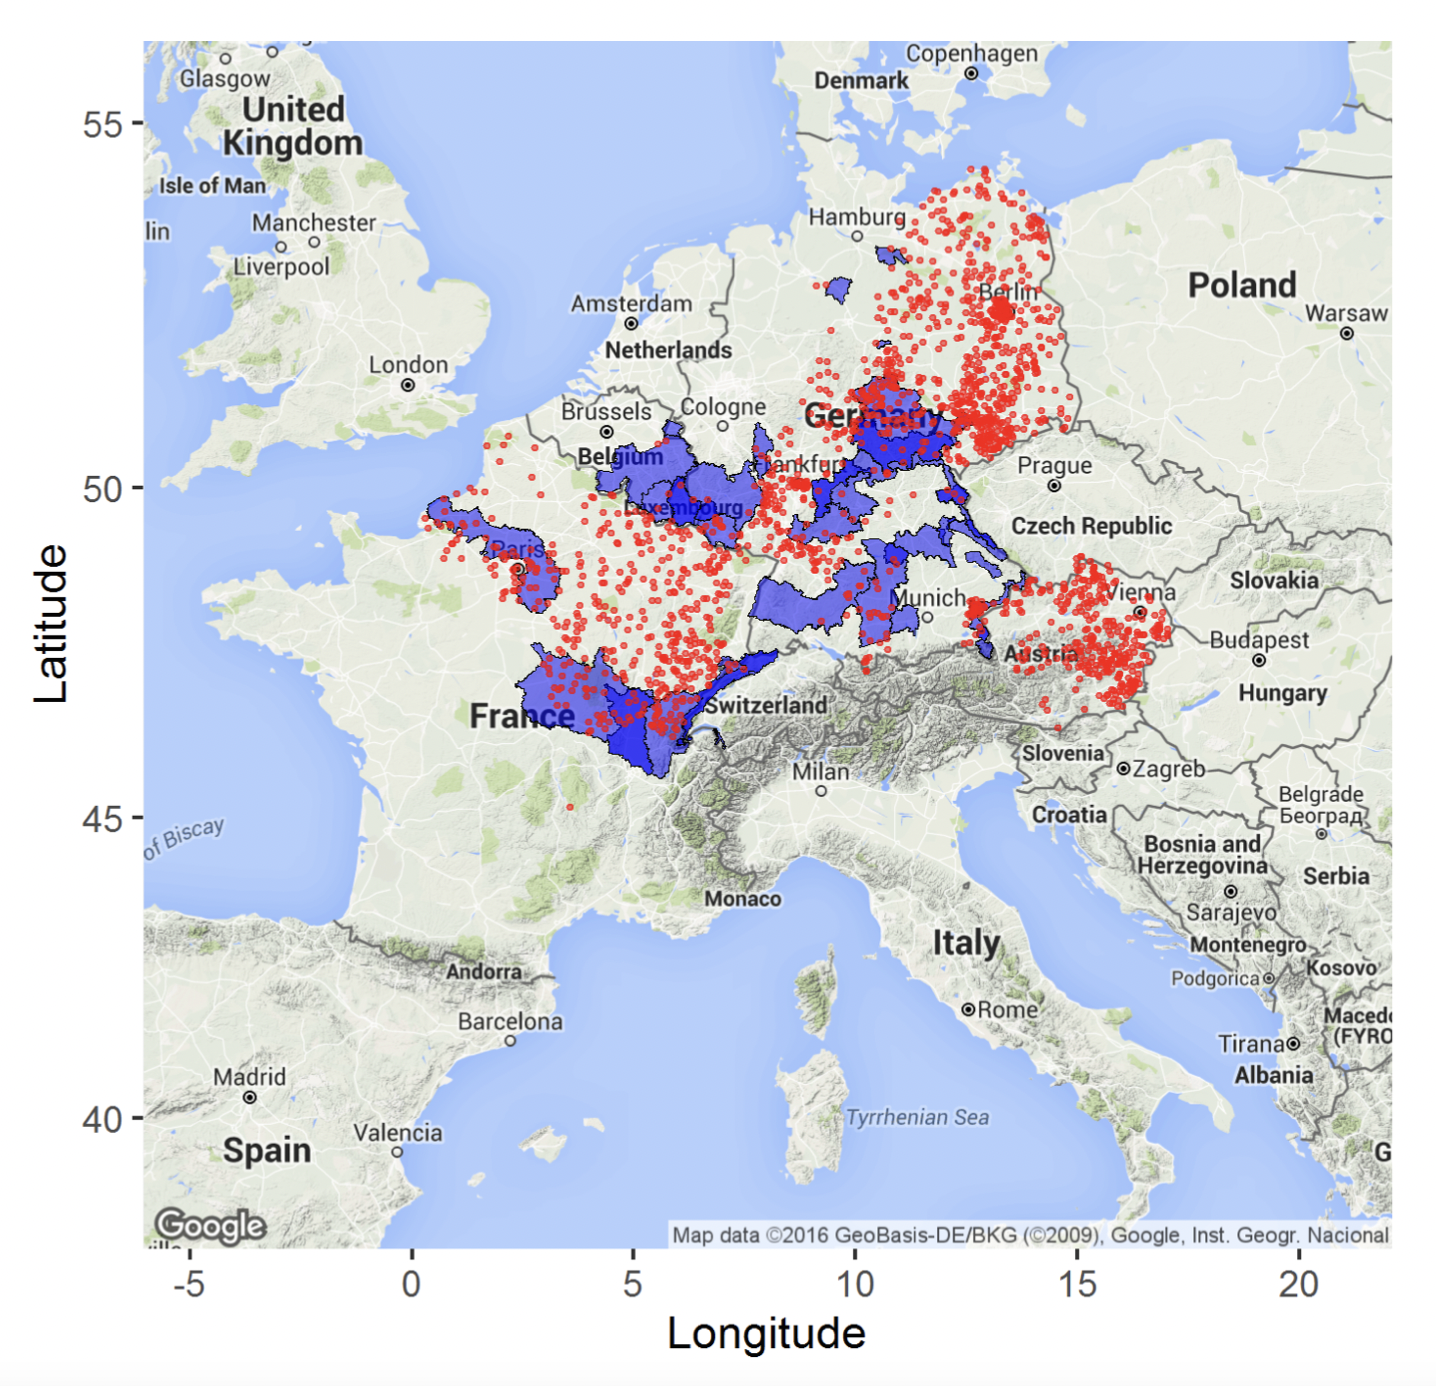 Copenhagen
Glasgow
Denmark
55
United
Kingdom
Isle of Man
Manchester
Hamburg
lin
Liverpool
Poland
Berlin
Amsterdam
Warsaw
Netherlands
London
Brussels
Cologne
Germany
Belgium
Frankfurt
Prague
50
Luxembourg
Czech Republic
Paris
Slovakia
Munich
Vienna
Budapest
Austria
Hungary
France
Switzerland
Slovenia
Milan
Zagreb
Belgrade
Београд
45
Croatia
of Biscay
Bosnia and
Herzegovina
Serbia
Monaco
Sarajevo
Italy
Montenegro
Andorra
Kosovo
Podgorica
Rome
Barcelona
Macedo
(FYRO
Tirana
Madrid
Albania
40
Tyrrhenian Sea
Valencia
Spain
G
Google
Map data ©2016 GeoBasis-DE/BKG (©2009), Google, Inst. Geogr. Nacional
-5
0
5
10
15
20
Longitude
Latitude